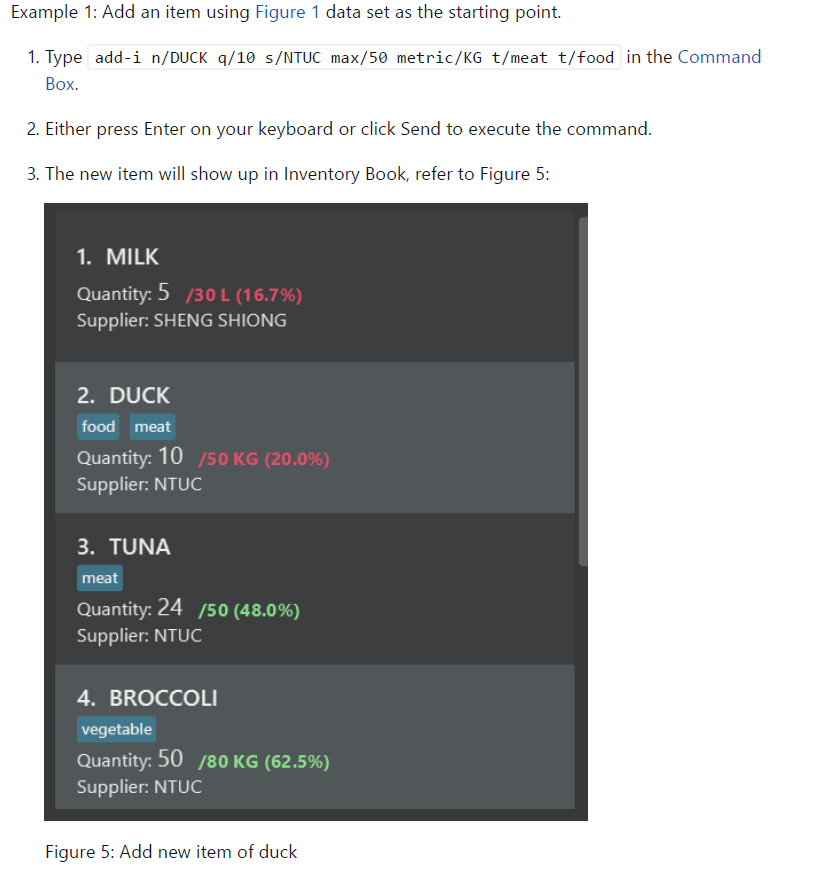 Example 1: Add an item using Figure 1 data set as the starting point.
1. Type add-i n/DUCK q/10 s/NTUC max/50 metric/KG t/meat t/food in the Command
Box.
2. Either press Enter on your keyboard or click Send to execute the command.
3. The new item will show up in Inventory Book, refer to Figure 5:
1. MILK
Quantity: 5 /30 L (16.7%)
Supplier: SHENG SHIONG
2. DUCK
food meat
Quantity: 10 /50 KG (20.0%)
Supplier: NTUC
3. TUNA
meat
Quantity: 24 /50 (48.0%)
Supplier: NTUC
4. BROCCOLI
vegetable
Quantity: 50 /80 KG (62.5%)
Supplier: NTUC
Figure 5: Add new item of duck